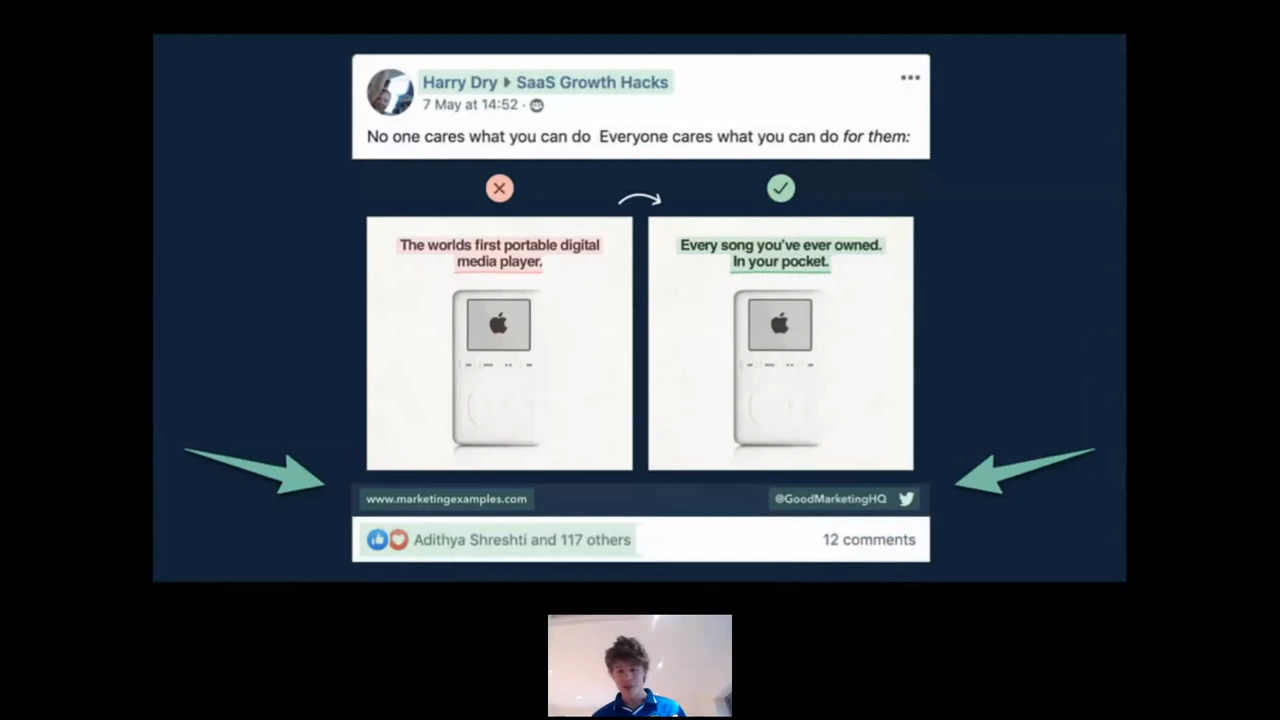 Harry Dry ▸ SaaS Growth Hacks
7 May at 14:52 ·
No one cares what you can do  Everyone cares what you can do for them:
The worlds first portable digital
media player.
Every song you've ever owned.
In your pocket.
www.marketingexamples.com
@GoodMarketingHQ
Adithya Shreshti and 117 others
12 comments